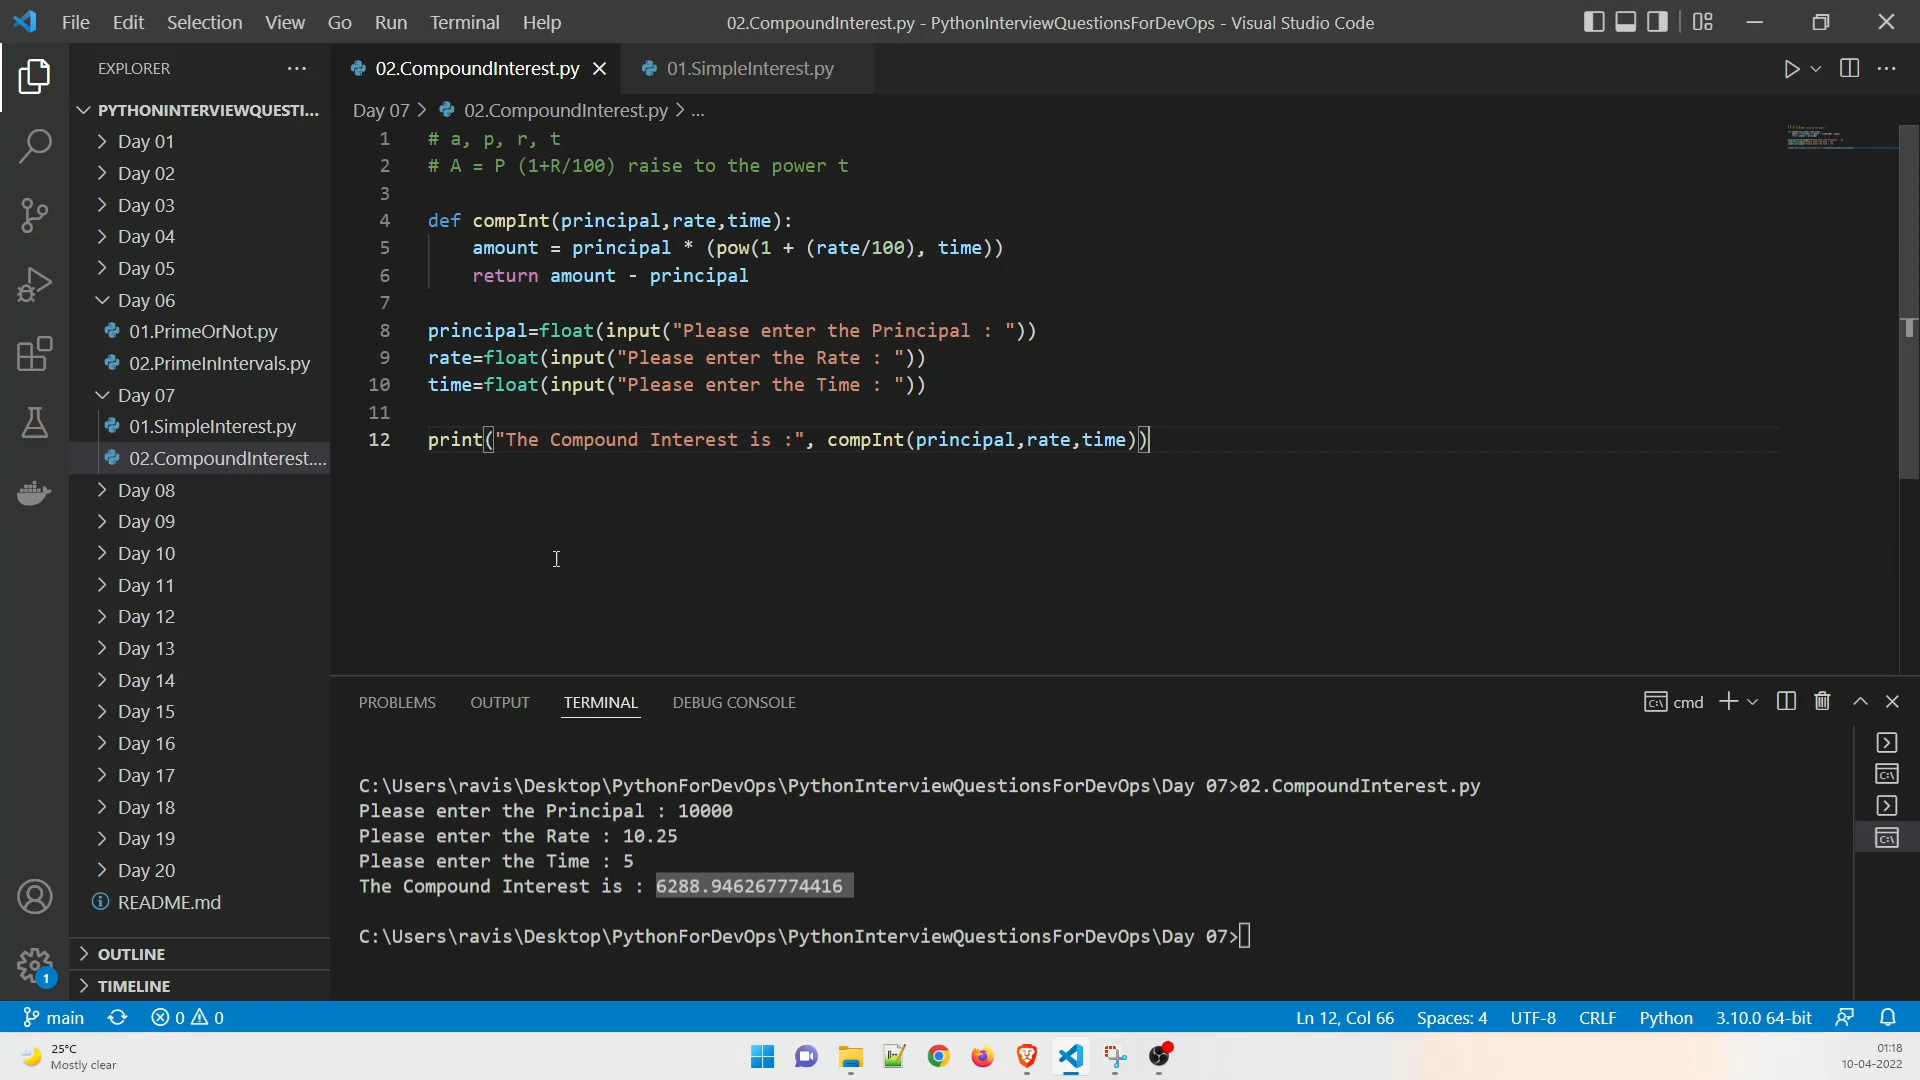 File Edit Selection View Go Run Terminal Help
02.CompoundInterest.py - PythonInterviewQuestionsForDevOps - Visual Studio Code
EXPLORER
PYTHONINTERVIEWQUESTI...
Day 01
Day 02
Day 03
Day 04
Day 05
Day 06
01.PrimeOrNot.py
02.PrimeInIntervals.py
Day 07
01.SimpleInterest.py
02.CompoundInterest....
Day 08
Day 09
Day 10
Day 11
Day 12
Day 13
Day 14
Day 15
Day 16
Day 17
Day 18
Day 19
Day 20
README.md
OUTLINE
TIMELINE
02.CompoundInterest.py
01.SimpleInterest.py
Day 07 > 02.CompoundInterest.py > ...
1 # a, p, r, t
2 # A = P (1+R/100) raise to the power t
3
4 def compInt(principal,rate,time):
5 amount = principal * (pow(1 + (rate/100), time))
6 return amount - principal
7
8 principal=float(input("Please enter the Principal : "))
9 rate=float(input("Please enter the Rate : "))
10 time=float(input("Please enter the Time : "))
11
12 print("The Compound Interest is :", compInt(principal,rate,time))
PROBLEMS OUTPUT TERMINAL DEBUG CONSOLE
cmd
C:\Users\ravis\Desktop\PythonForDevOps\PythonInterviewQuestionsForDevOps\Day 07>02.CompoundInterest.py
Please enter the Principal : 10000
Please enter the Rate : 10.25
Please enter the Time : 5
The Compound Interest is : 6288.946267774416
C:\Users\ravis\Desktop\PythonForDevOps\PythonInterviewQuestionsForDevOps\Day 07>
1
main 0 0 Ln 12, Col 66 Spaces: 4 UTF-8 CRLF Python 3.10.0 64-bit
25°C
Mostly clear
01:18
10-04-2022